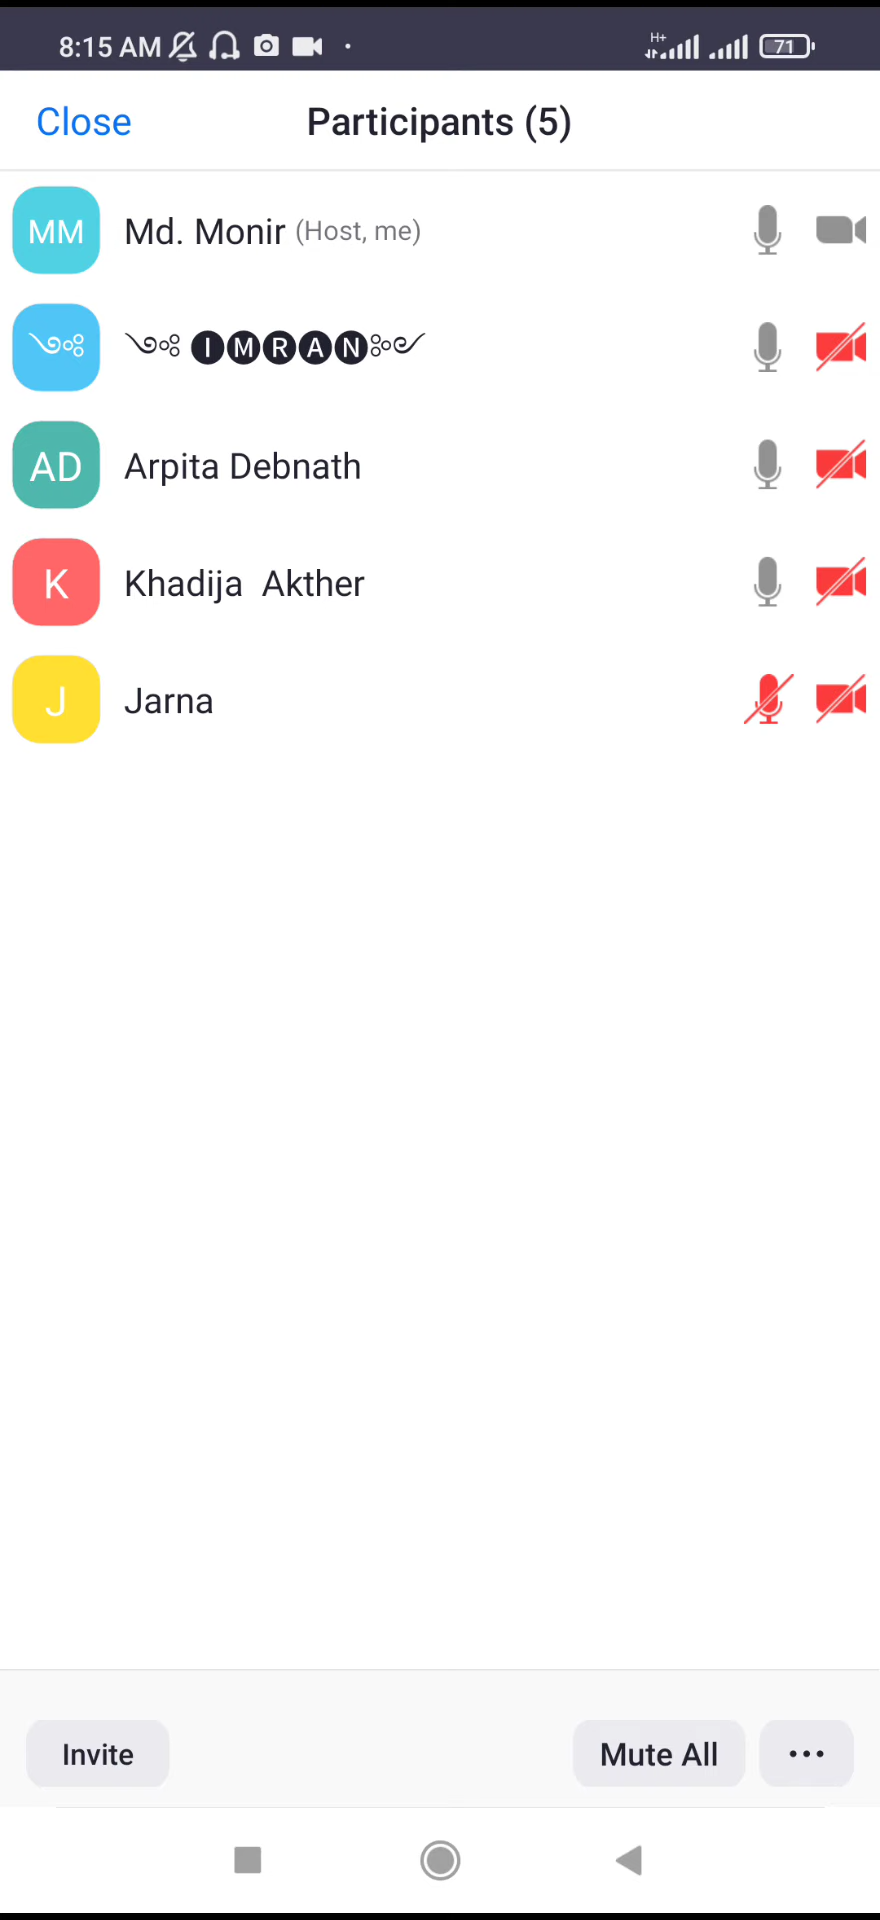 8:15 AM H+ 71
Close Participants (5)
MM Md. Monir (Host, me)
༄༠༠ 🅘🅜🅡🅐🅝
AD Arpita Debnath
K Khadija  Akther
J Jarna
Invite Mute All ...